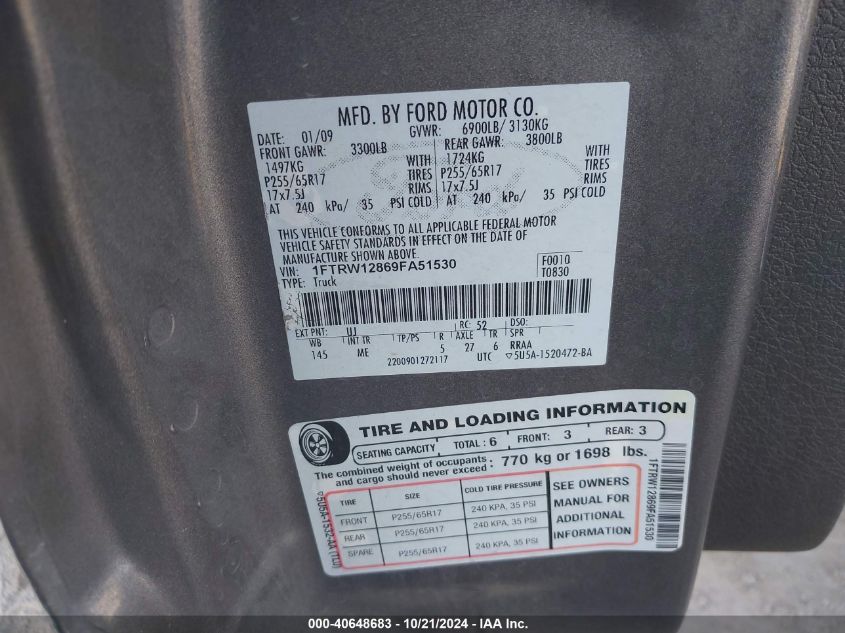 MFD. BY FORD MOTOR CO.
DATE: 01/09 GVWR: 6900LB/ 3130KG
FRONT GAWR: 3300LB REAR GAWR: 3800LB
1497KG WITH 1724KG WITH
P255/65R17 TIRES P255/65R17 TIRES
17x7.5J RIMS 17x7.5J RIMS
AT 240 kPa/ 35 PSI COLD AT 240 kPa/ 35 PSI COLD
THIS VEHICLE CONFORMS TO ALL APPLICABLE FEDERAL MOTOR
VEHICLE SAFETY STANDARDS IN EFFECT ON THE DATE OF
MANUFACTURE SHOWN ABOVE.
VIN: 1FTRW12869FA51530 F0010
TYPE: Truck T0830
EXT PNT: UJ RC: 52 DSO:
WB INT TR TP/PS R AXLE TR SPR
145 ME 5 27 6 RRAA
2200901272117 UTC ▽5U5A-1520472-BA
TIRE AND LOADING INFORMATION
SEATING CAPACITY TOTAL: 6 FRONT: 3 REAR: 3
The combined weight of occupants and cargo should never exceed: 770 kg or 1698 lbs.
TIRE SIZE COLD TIRE PRESSURE
FRONT P255/65R17 240 KPA, 35 PSI
REAR P255/65R17 240 KPA, 35 PSI
SPARE P255/65R17 240 KPA, 35 PSI
SEE OWNERS
MANUAL FOR
ADDITIONAL
INFORMATION
1FTRW12869FA51530
000-40648683 - 10/21/2024 - IAA Inc.